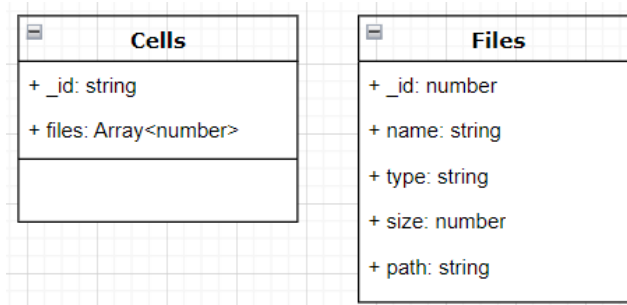 Cells
+ _id: string
+ files: Array<number>
Files
+ _id: number
+ name: string
+ type: string
+ size: number
+ path: string